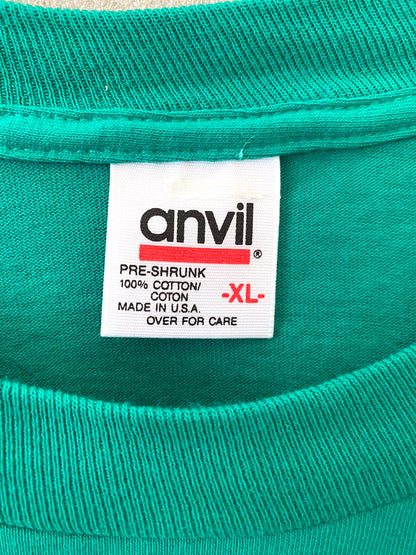 anvil®
PRE-SHRUNK
100% COTTON/
COTON
-XL-
MADE IN U.S.A.
OVER FOR CARE